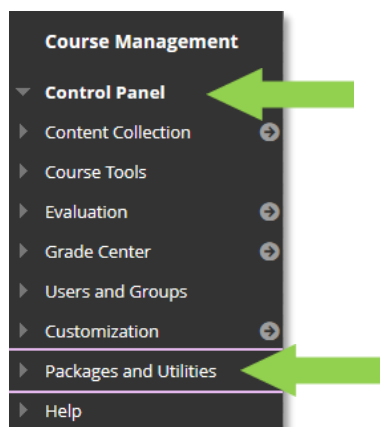 Course Management
Control Panel
Content Collection
Course Tools
Evaluation
Grade Center
Users and Groups
Customization
Packages and Utilities
Help